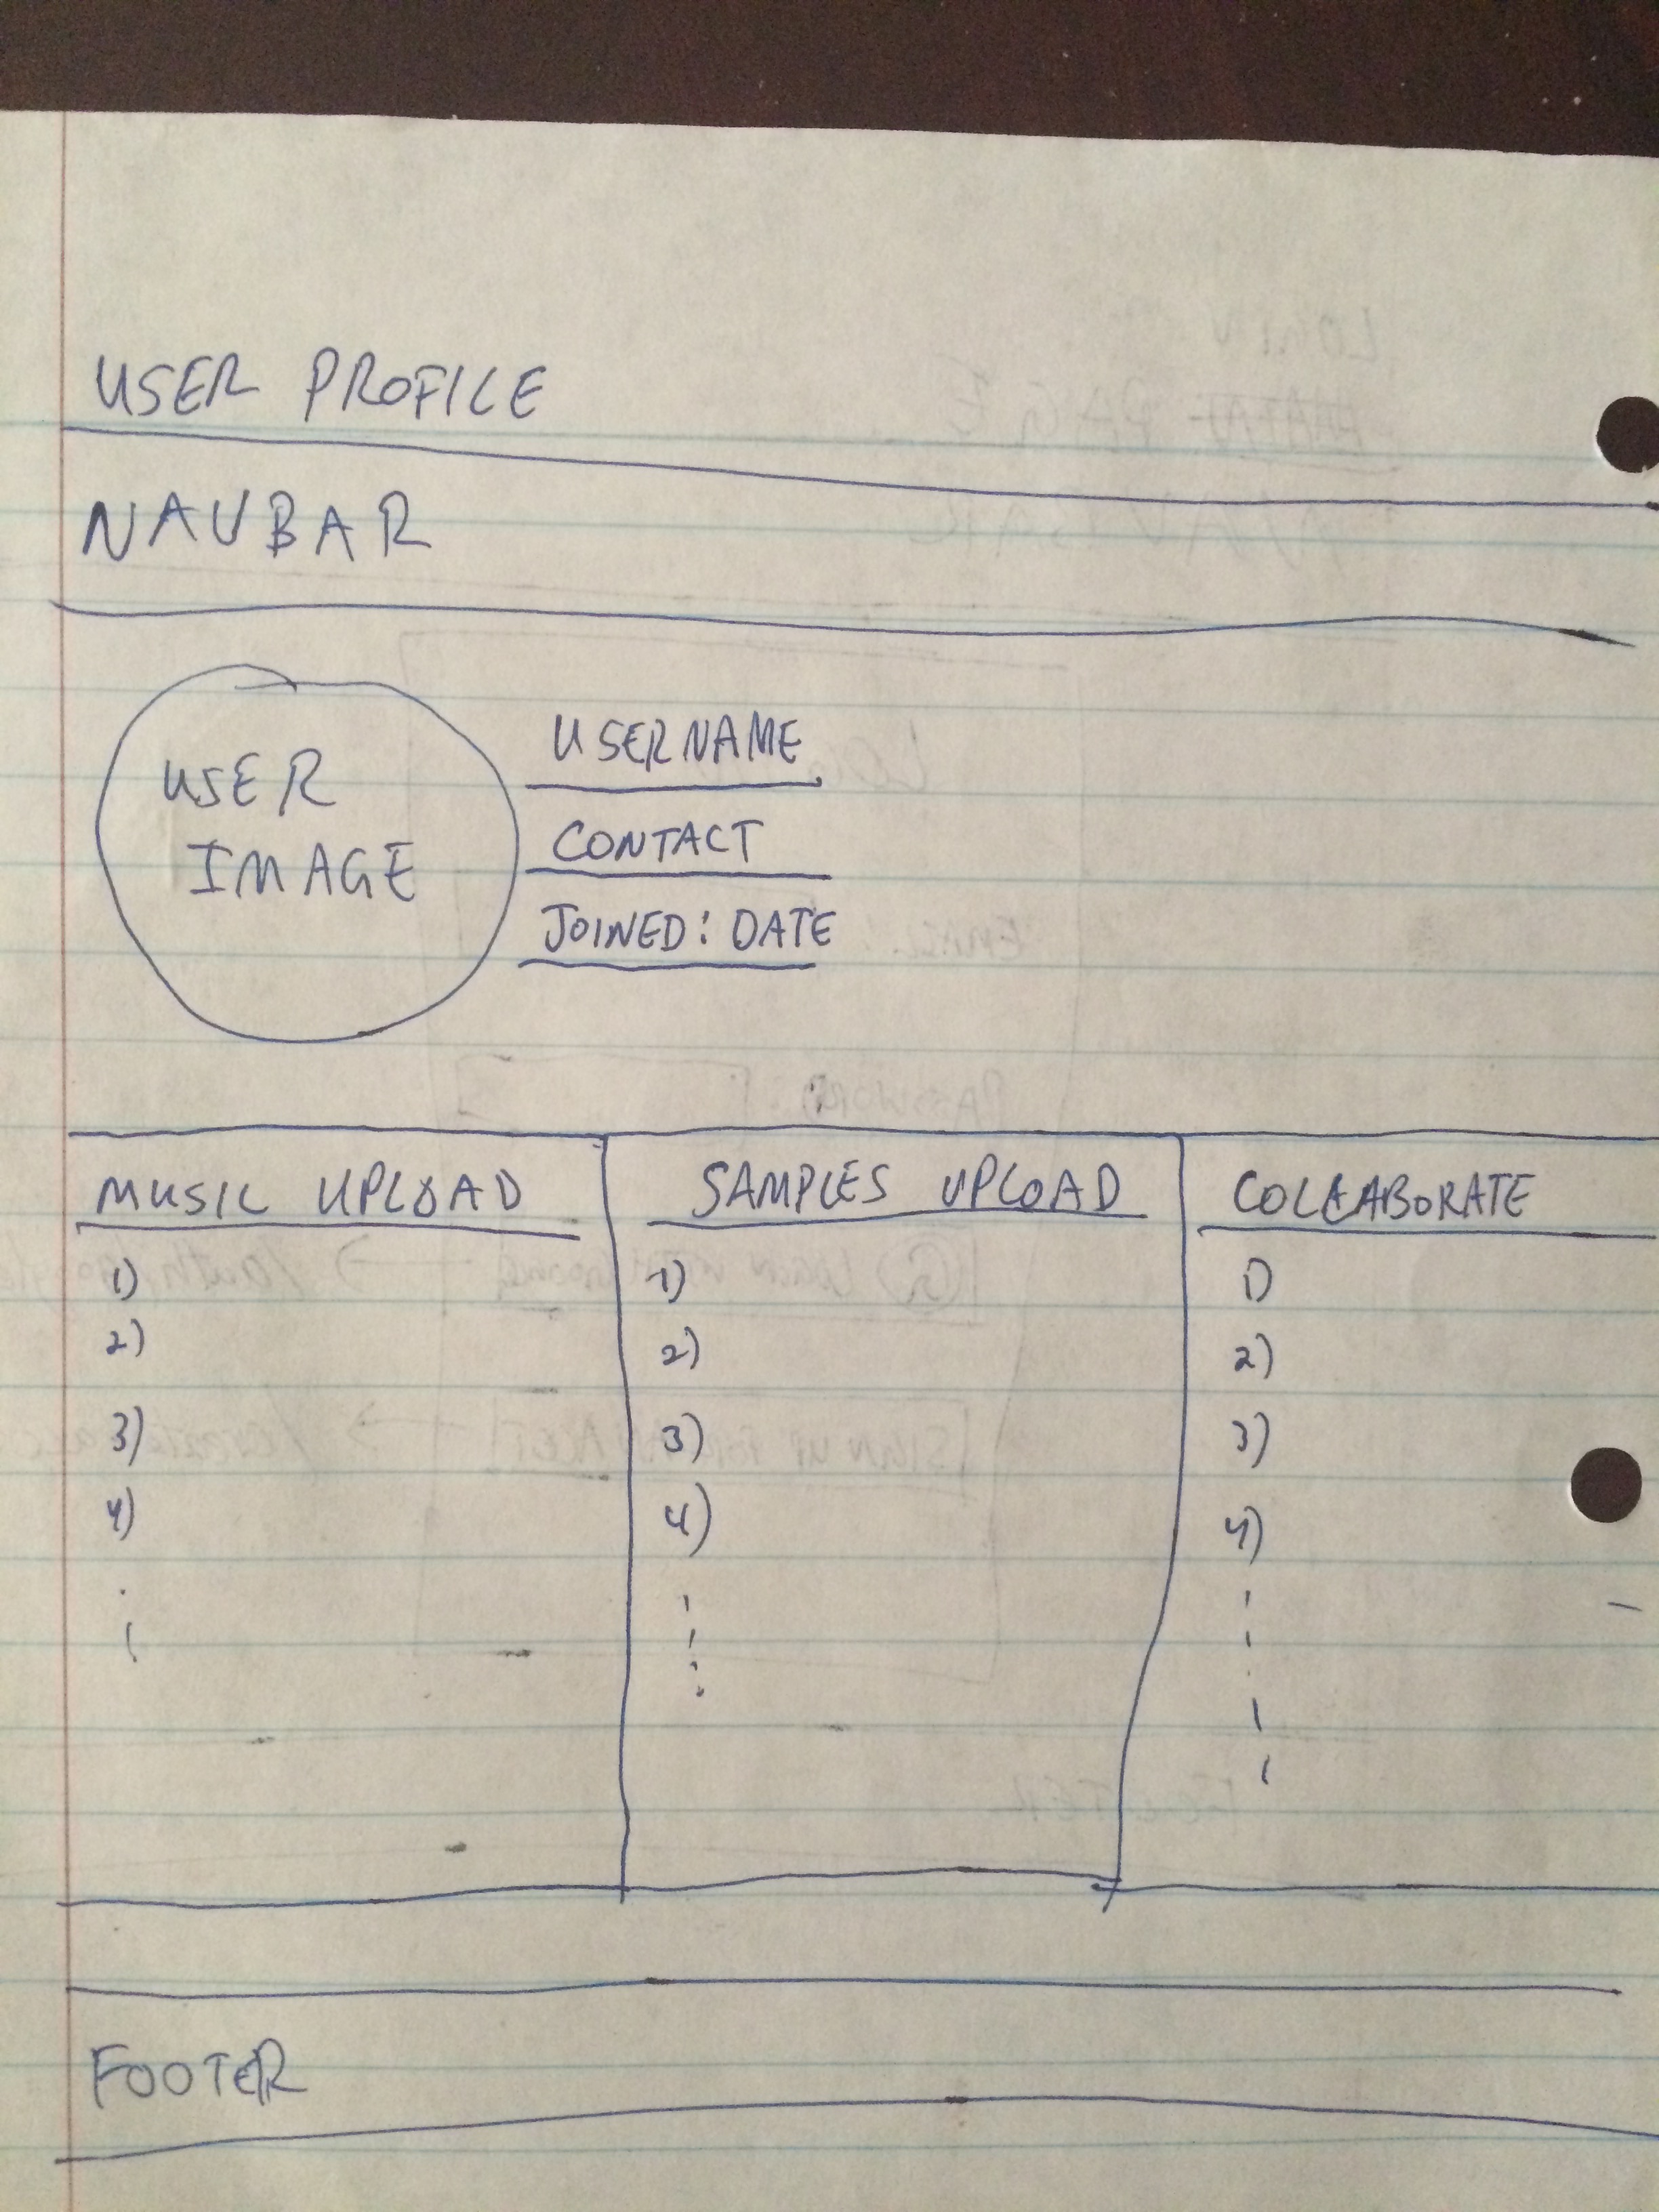 USER PROFILE
NAVBAR
USER
IMAGE
USERNAME
CONTACT
JOINED: DATE
MUSIC UPLOAD
1)
2)
3)
4)
SAMPLES UPLOAD
1)
2)
3)
4)
COLLABORATE
1)
2)
3)
4)
FOOTER